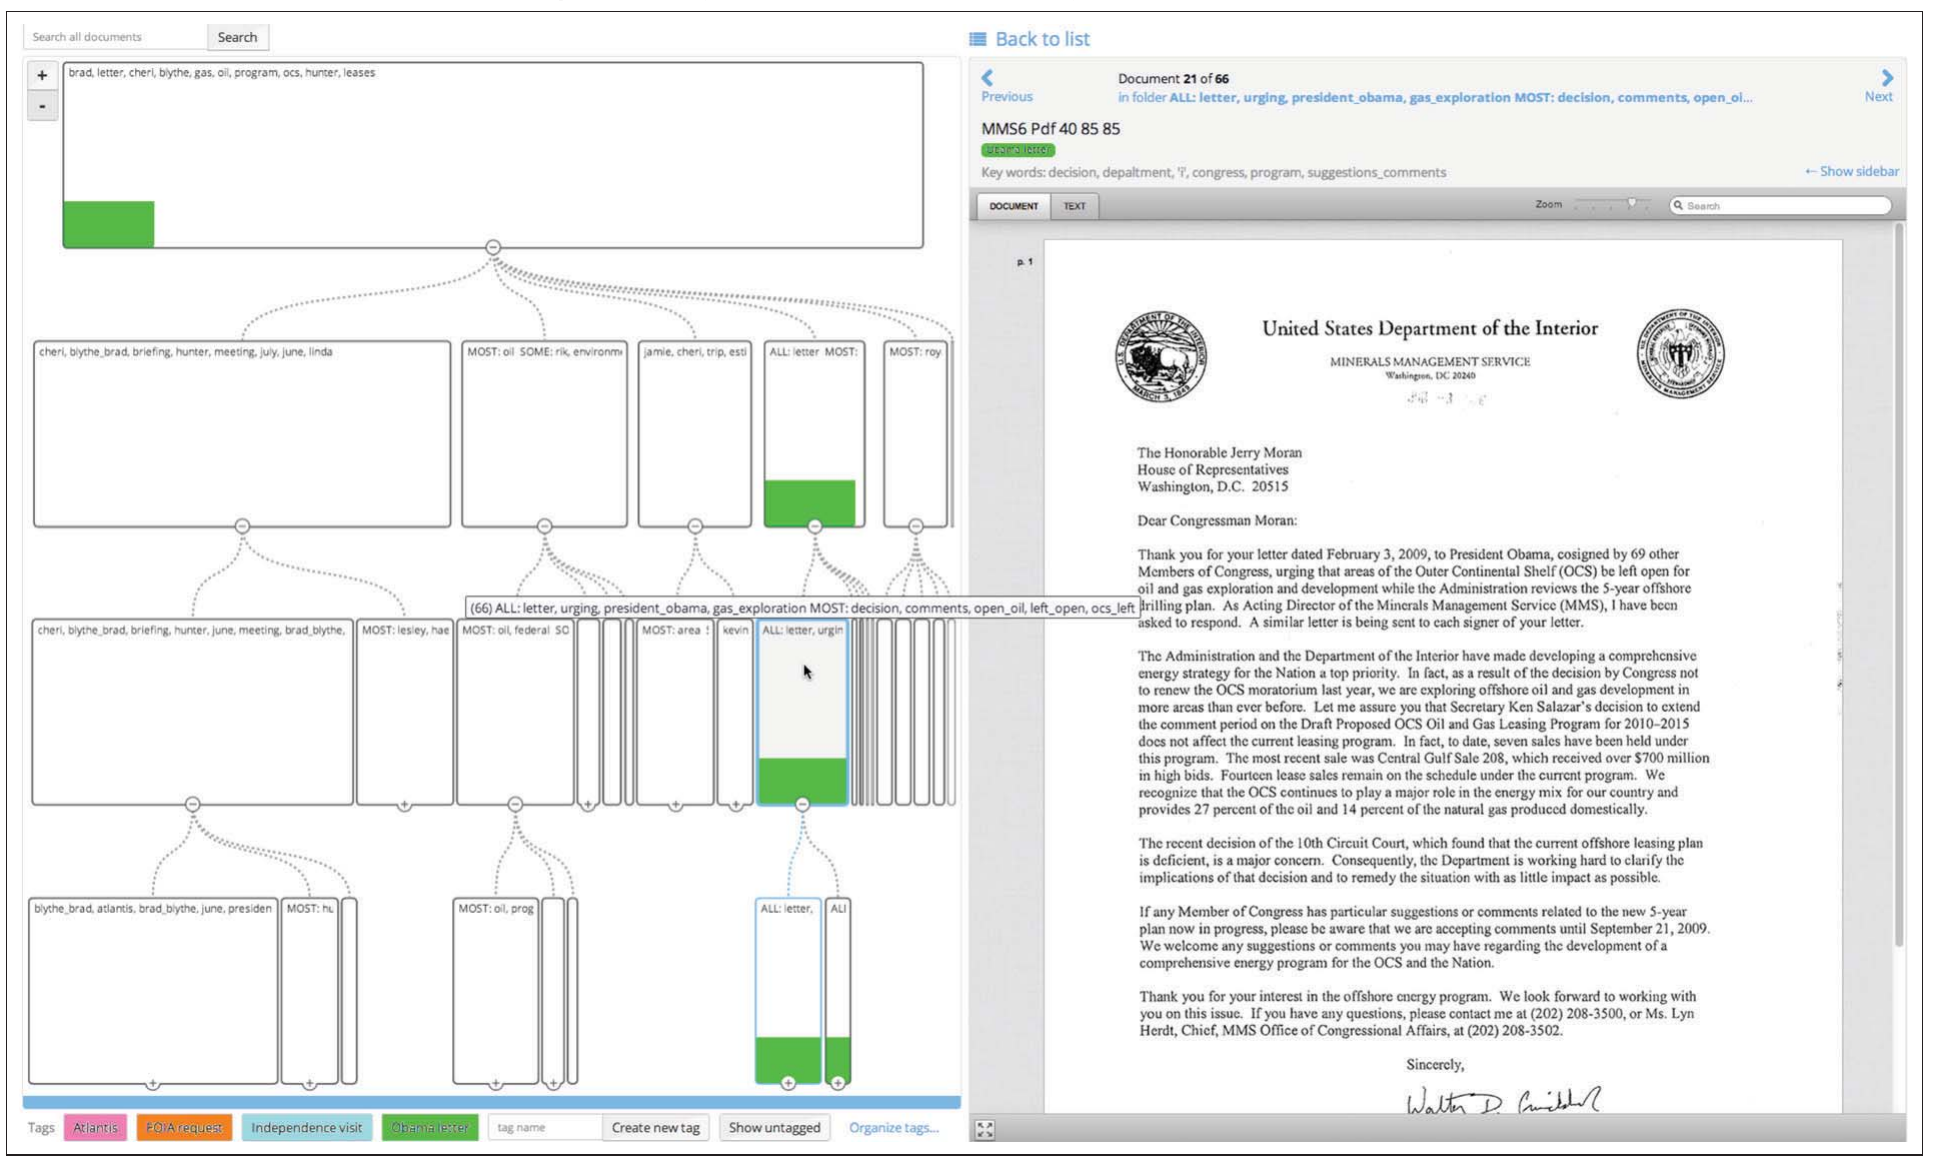 Search all documents
Search
+
-
brad, letter, cheri, blythe, gas, oil, program, ocs, hunter, leases
cheri, blythe_brad, briefing, hunter, meeting, july, june, linda
MOST: oil SOME: rik, environm
jamie, cheri, trip, esti
ALL: letter MOST:
MOST: roy
(66) ALL: letter, urging, president_obama, gas_exploration MOST: decision, comments, open_oil, left_open, ocs_left
cheri, blythe_brad, briefing, hunter, june, meeting, brad_blythe,
MOST: lesley, hae
MOST: oil, federal SO
MOST: area
kevin
ALL: letter, urgin
blythe_brad, atlantis, brad_blythe, june, presiden
MOST: hu
MOST: oil, prog
ALL: letter,
ALI
Tags
Atlantis
FOIA request
Independence visit
Obama letter
tag name
Create new tag
Show untagged
Organize tags...
Back to list
Previous
Document 21 of 66
in folder ALL: letter, urging, president_obama, gas_exploration MOST: decision, comments, open_oi...
Next
MMS6 Pdf 40 85 85
Obama letter
Key words: decision, depaltment, 'i', congress, program, suggestions_comments
← Show sidebar
DOCUMENT
TEXT
Zoom
Search
p. 1
U.S. DEPARTMENT OF THE INTERIOR
MARCH 3, 1849
United States Department of the Interior
MINERALS MANAGEMENT SERVICE
Washington, DC 20240
The Honorable Jerry Moran
House of Representatives
Washington, D.C. 20515
Dear Congressman Moran:
Thank you for your letter dated February 3, 2009, to President Obama, cosigned by 69 other
Members of Congress, urging that areas of the Outer Continental Shelf (OCS) be left open for
oil and gas exploration and development while the Administration reviews the 5-year offshore
drilling plan. As Acting Director of the Minerals Management Service (MMS), I have been
asked to respond. A similar letter is being sent to each signer of your letter.
The Administration and the Department of the Interior have made developing a comprehensive
energy strategy for the Nation a top priority. In fact, as a result of the decision by Congress not
to renew the OCS moratorium last year, we are exploring offshore oil and gas development in
more areas than ever before. Let me assure you that Secretary Ken Salazar's decision to extend
the comment period on the Draft Proposed OCS Oil and Gas Leasing Program for 2010–2015
does not affect the current leasing program. In fact, to date, seven sales have been held under
this program. The most recent sale was Central Gulf Sale 208, which received over $700 million
in high bids. Fourteen lease sales remain on the schedule under the current program. We
recognize that the OCS continues to play a major role in the energy mix for our country and
provides 27 percent of the oil and 14 percent of the natural gas produced domestically.
The recent decision of the 10th Circuit Court, which found that the current offshore leasing plan
is deficient, is a major concern. Consequently, the Department is working hard to clarify the
implications of that decision and to remedy the situation with as little impact as possible.
If any Member of Congress has particular suggestions or comments related to the new 5-year
plan now in progress, please be aware that we are accepting comments until September 21, 2009.
We welcome any suggestions or comments you may have regarding the development of a
comprehensive energy program for the OCS and the Nation.
Thank you for your interest in the offshore energy program. We look forward to working with
you on this issue. If you have any questions, please contact me at (202) 208-3500, or Ms. Lyn
Herdt, Chief, MMS Office of Congressional Affairs, at (202) 208-3502.
Sincerely,
Walter D.